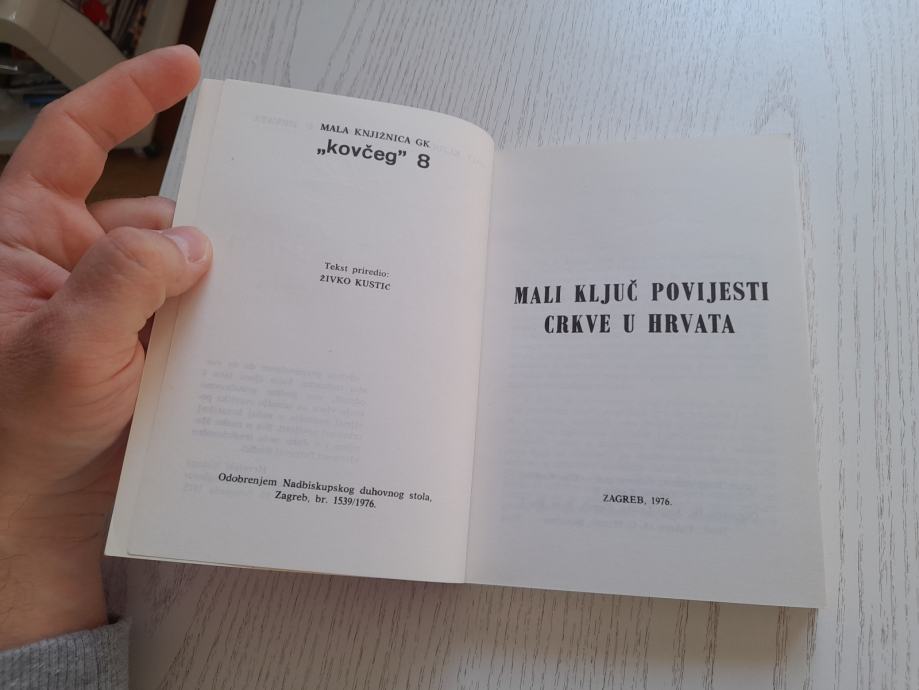 MALA KNJIŽNICA GK
„kovčeg” 8
Tekst priredio:
ŽIVKO KUSTIĆ
Odobrenjem Nadbiskupskog duhovnog stola,
Zagreb, br. 1539/1976.
MALI KLJUČ POVIJESTI
CRKVE U HRVATA
ZAGREB, 1976.